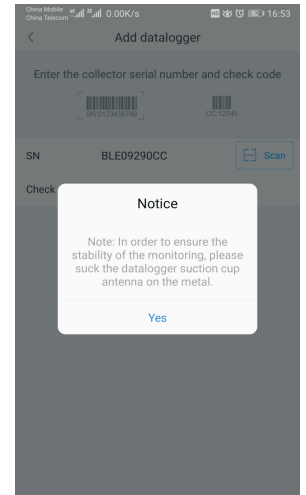 China Mobile 0.00K/s 16:53
China Telecom
Add datalogger
Enter the collector serial number and check code
SN:0123456789 CC:12345
SN BLE09290CC Scan
Check
Notice
Note: In order to ensure the
stability of the monitoring, please
suck the datalogger suction cup
antenna on the metal.
Yes